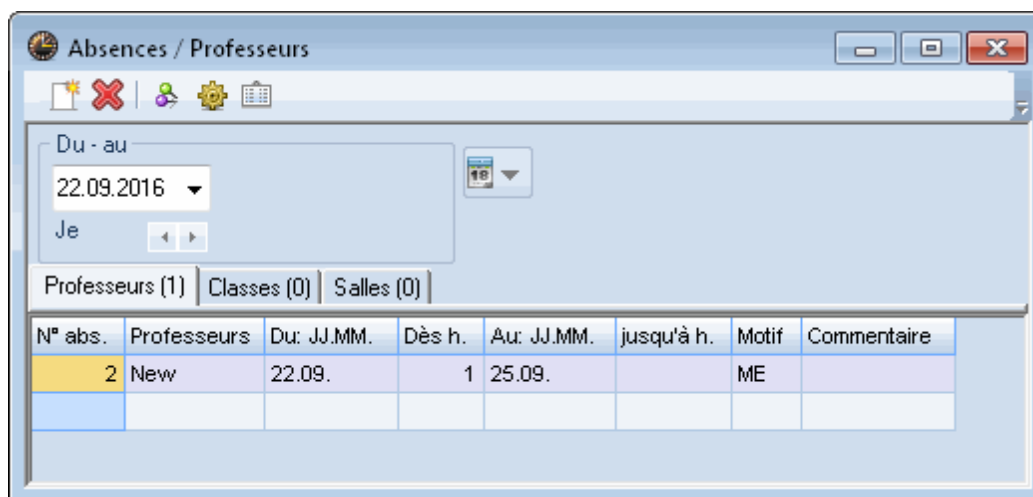 Absences / Professeurs
Du - au
22.09.2016
18
Je
Professeurs (1) Classes (0) Salles (0)
N° abs. Professeurs Du: JJ.MM. Dès h. Au: JJ.MM. jusqu'à h. Motif Commentaire
2 New 22.09. 1 25.09. ME